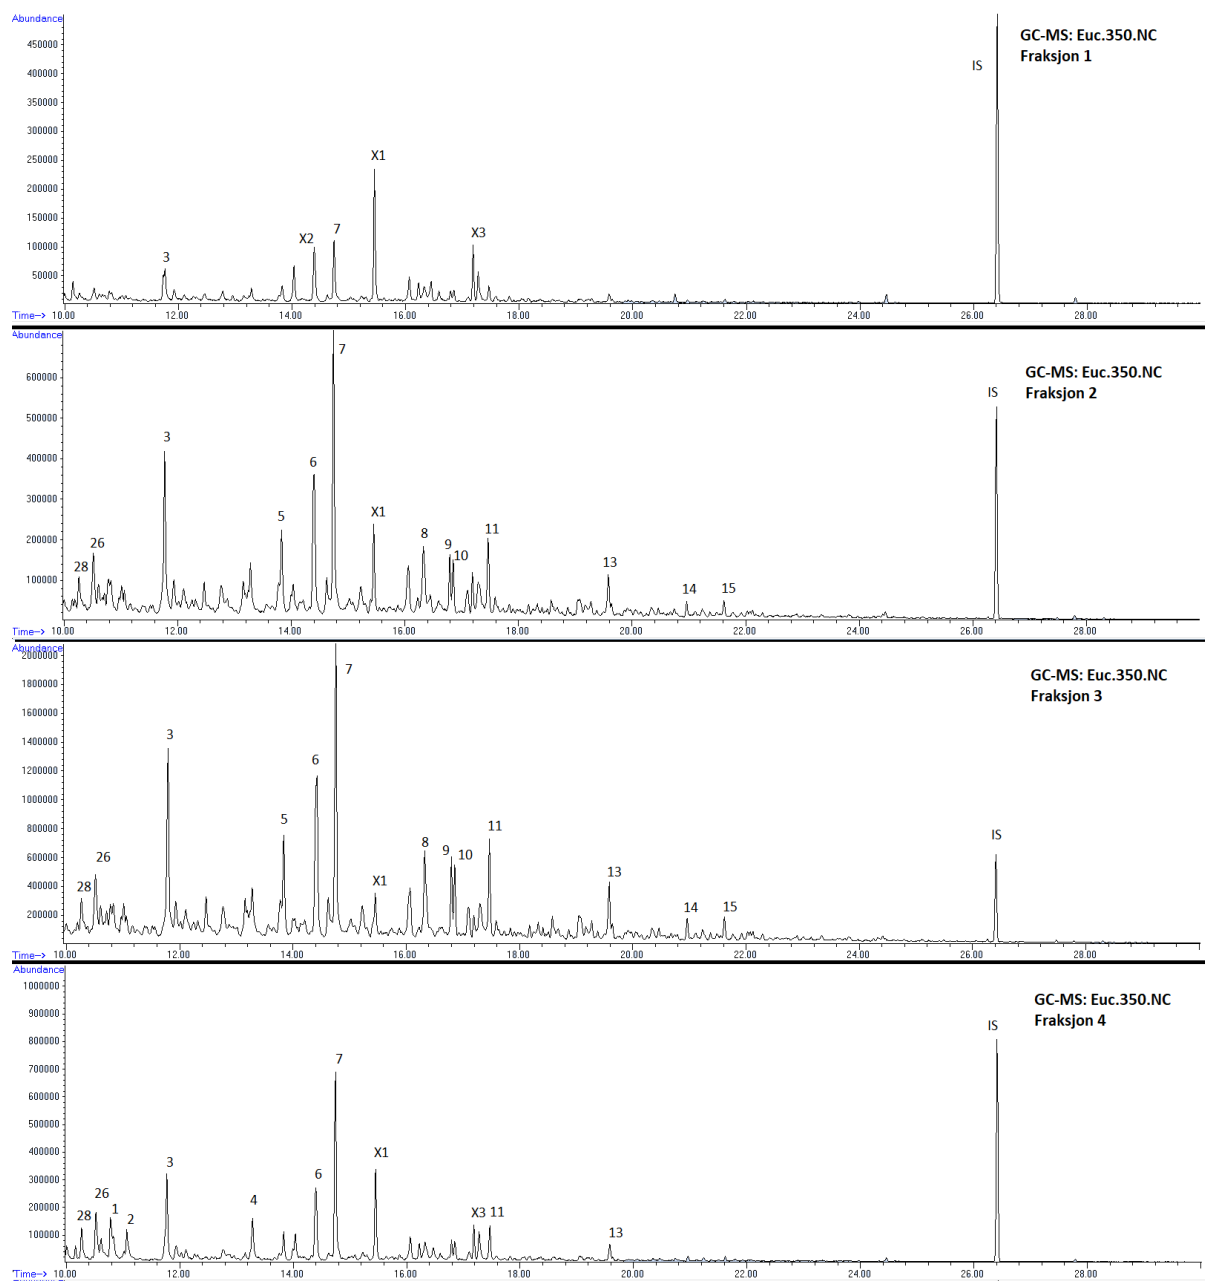 Abundance
GC-MS: Euc.350.NC
Fraksjon 1
IS
450000
400000
350000
300000
250000
200000
150000
100000
50000
3
X2
7
X1
X3
Time-->
10.00 12.00 14.00 16.00 18.00 20.00 22.00 24.00 26.00 28.00
Abundance
GC-MS: Euc.350.NC
Fraksjon 2
IS
600000
500000
400000
300000
200000
100000
28
26
3
5
6
7
X1
8
9
10
11
13
14
15
Time-->
10.00 12.00 14.00 16.00 18.00 20.00 22.00 24.00 26.00 28.00
Abundance
GC-MS: Euc.350.NC
Fraksjon 3
IS
2000000
1800000
1600000
1400000
1200000
1000000
800000
600000
400000
200000
28
26
3
5
6
7
X1
8
9
10
11
13
14
15
Time-->
10.00 12.00 14.00 16.00 18.00 20.00 22.00 24.00 26.00 28.00
Abundance
GC-MS: Euc.350.NC
Fraksjon 4
IS
1000000
900000
800000
700000
600000
500000
400000
300000
200000
100000
28
26
1
2
3
4
6
7
X1
X3
11
13
Time-->
10.00 12.00 14.00 16.00 18.00 20.00 22.00 24.00 26.00 28.00